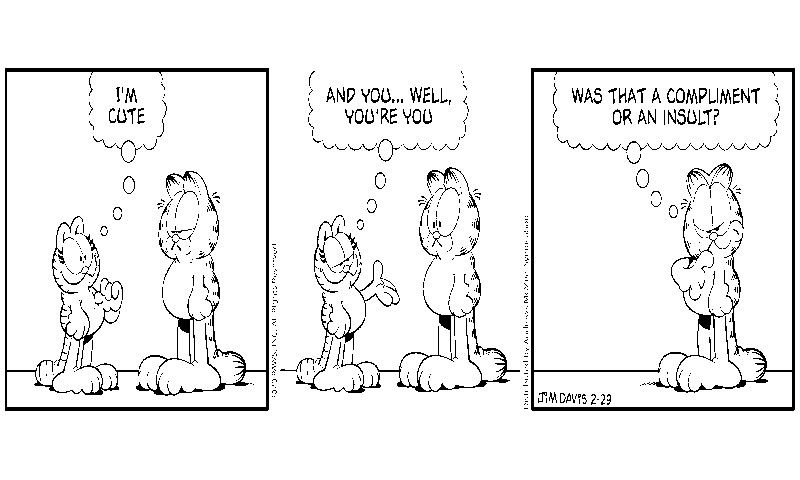 I'M
CUTE
AND YOU... WELL,
YOU'RE YOU
WAS THAT A COMPLIMENT
OR AN INSULT?
JIM DAVIS 2-29